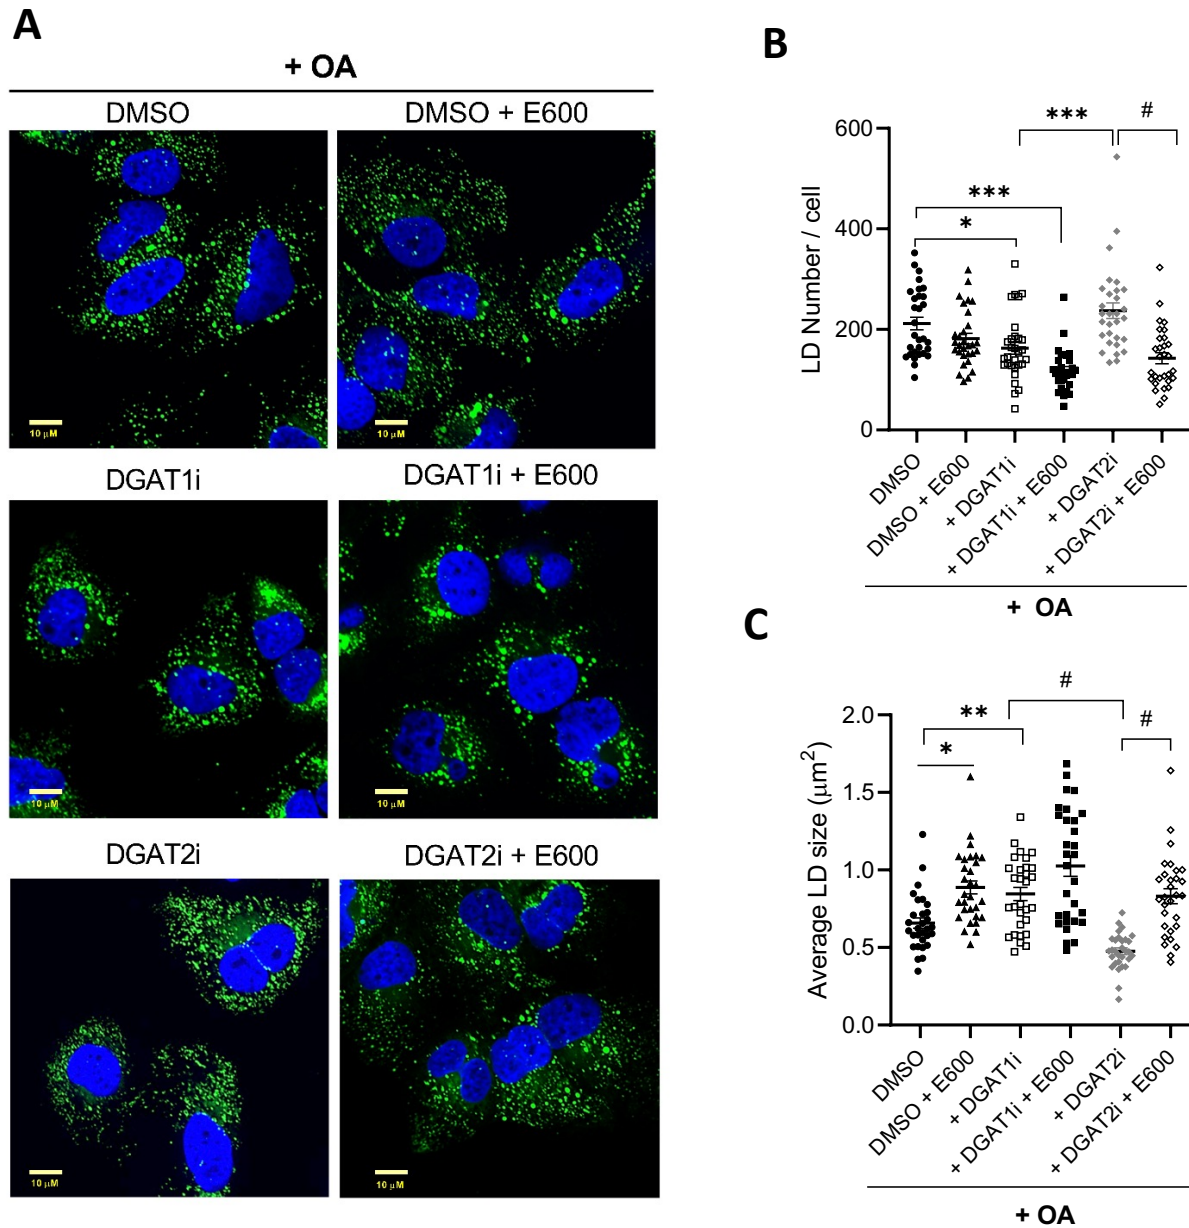 A
+ OA
DMSO
DMSO + E600
10 μM
10 μM
DGAT1i
DGAT1i + E600
10 μM
10 μM
DGAT2i
DGAT2i + E600
10 μM
10 μM
B
LD Number / cell
600
400
200
0
***
*
***
#
DMSO
DMSO + E600
+ DGAT1i
+ DGAT1i + E600
+ DGAT2i
+ DGAT2i + E600
+ OA
C
Average LD size (μm²)
2.0
1.5
1.0
0.5
0.0
#
**
*
#
DMSO
DMSO + E600
+ DGAT1i
+ DGAT1i + E600
+ DGAT2i
+ DGAT2i + E600
+ OA